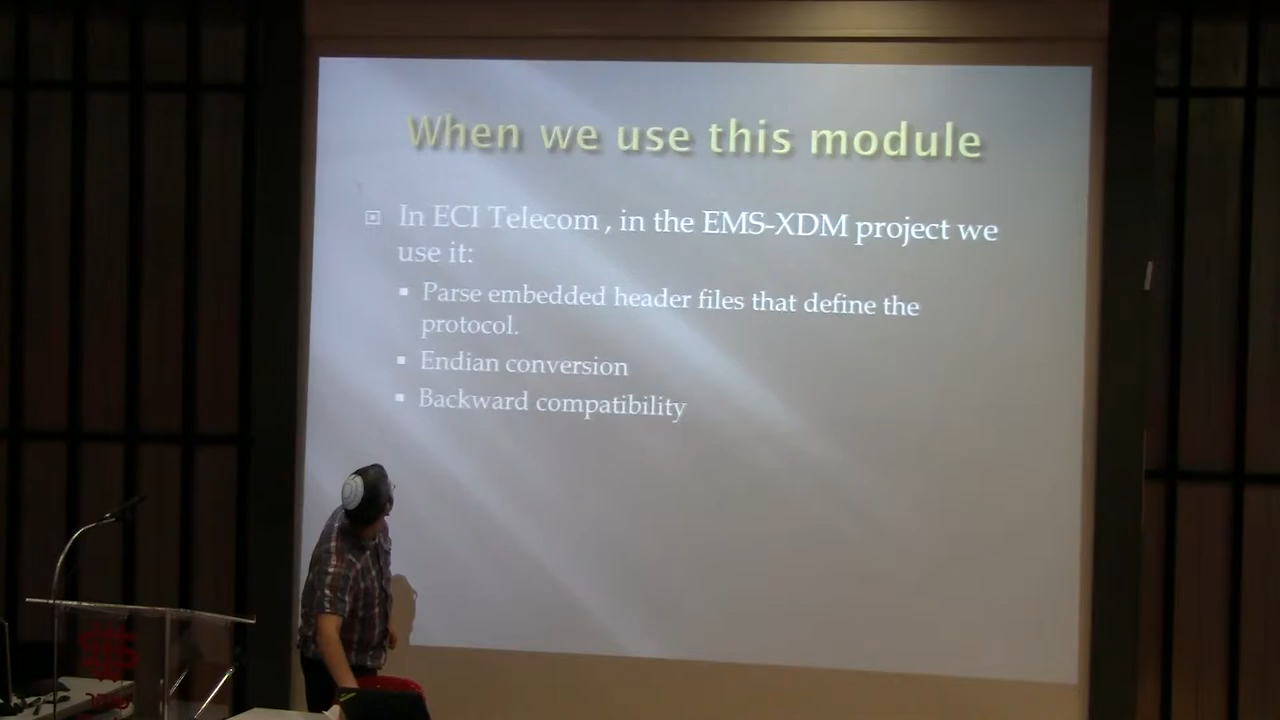 When we use this module
In ECI Telecom , in the EMS-XDM project we
use it:
Parse embedded header files that define the
protocol.
Endian conversion
Backward compatibility